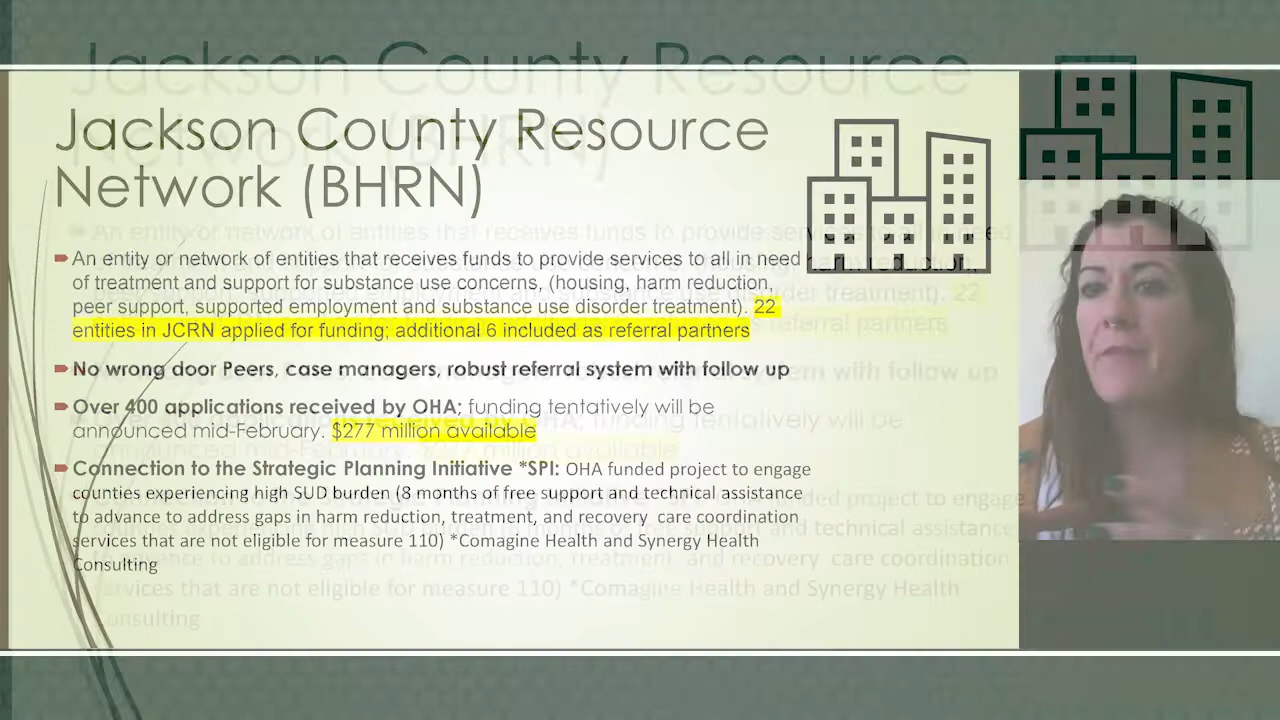 Jackson County Resource
Network (BHRN)
An entity or network of entities that receives funds to provide services to all in need
of treatment and support for substance use concerns, (housing, harm reduction,
peer support, supported employment and substance use disorder treatment). 22
entities in JCRN applied for funding; additional 6 included as referral partners
No wrong door Peers, case managers, robust referral system with follow up
Over 400 applications received by OHA; funding tentatively will be
announced mid-February. $277 million available
Connection to the Strategic Planning Initiative *SPI: OHA funded project to engage
counties experiencing high SUD burden (8 months of free support and technical assistance
to advance to address gaps in harm reduction, treatment, and recovery care coordination
services that are not eligible for measure 110) *Comagine Health and Synergy Health
Consulting